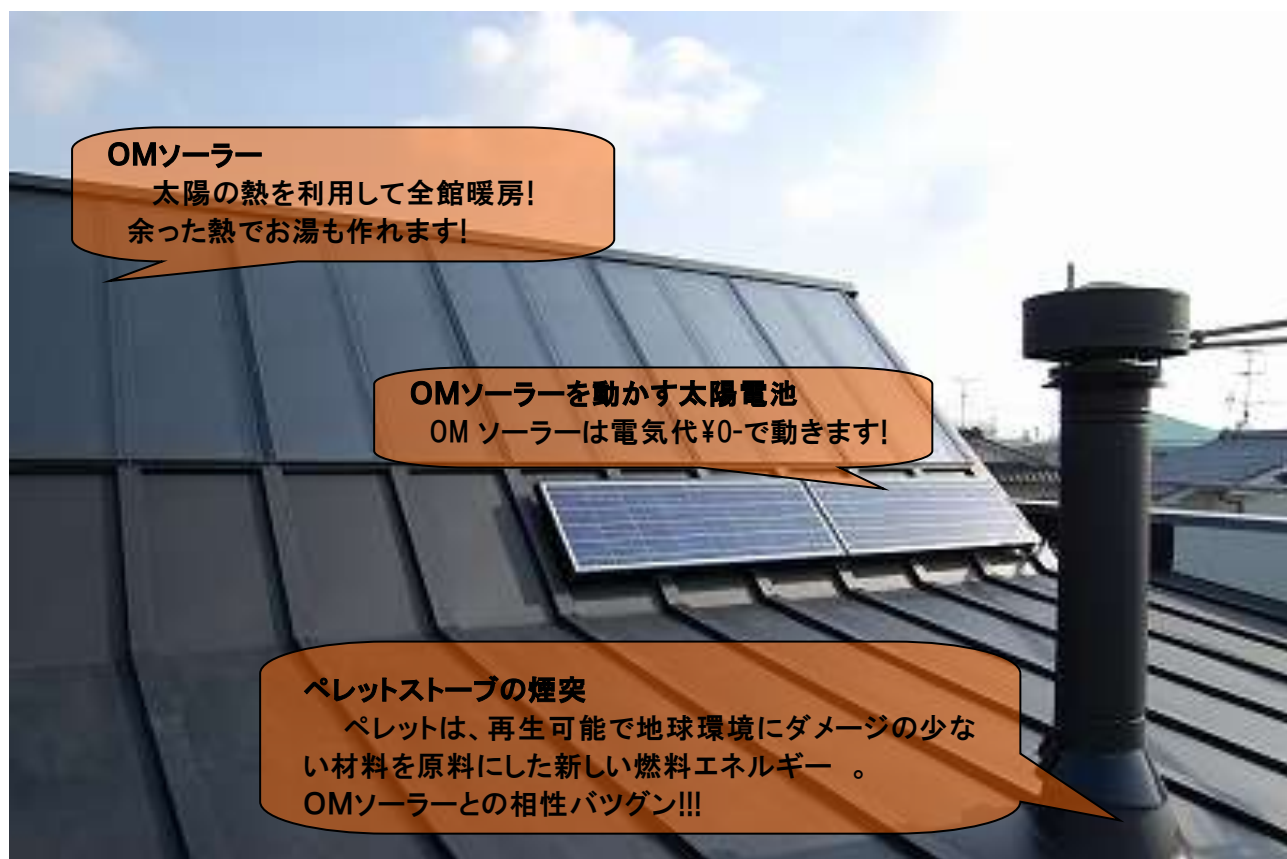 OMソーラー
太陽の熱を利用して全館暖房!
余った熱でお湯も作れます!
OMソーラーを動かす太陽電池
OM ソーラーは電気代¥0-で動きます!
ペレットストーブの煙突
ペレットは、再生可能で地球環境にダメージの少な
い材料を原料にした新しい燃料エネルギー 。
OMソーラーとの相性バツグン!!!